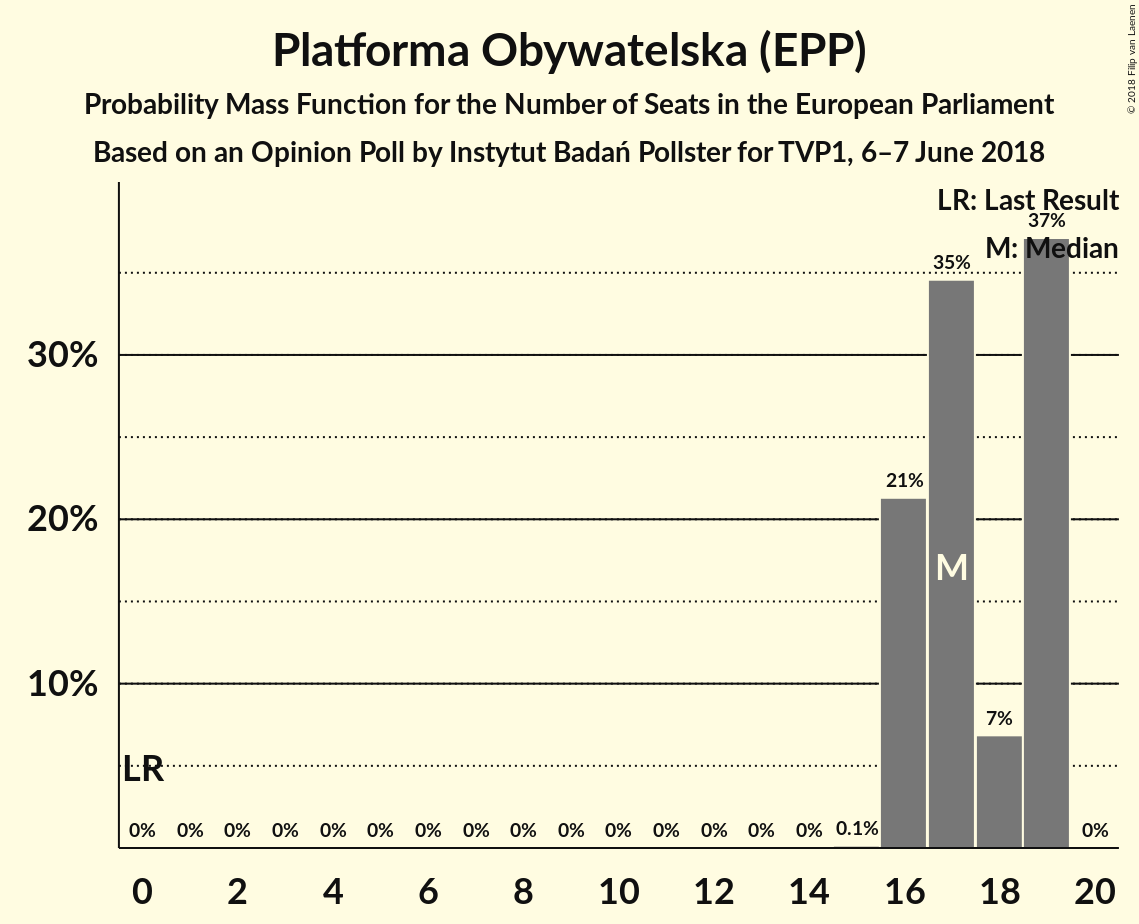 Platforma Obywatelska (EPP)
Probability Mass Function for the Number of Seats in the European Parliament
Based on an Opinion Poll by Instytut Badań Pollster for TVP1, 6–7 June 2018
© 2018 Filip van Laenen
LR: Last Result
M: Median
37%
35%
30%
21%
20%
M
10%
7%
LR
0% 0% 0% 0% 0% 0% 0% 0% 0% 0% 0% 0% 0% 0% 0% 0.1% 0%
0 2 4 6 8 10 12 14 16 18 20